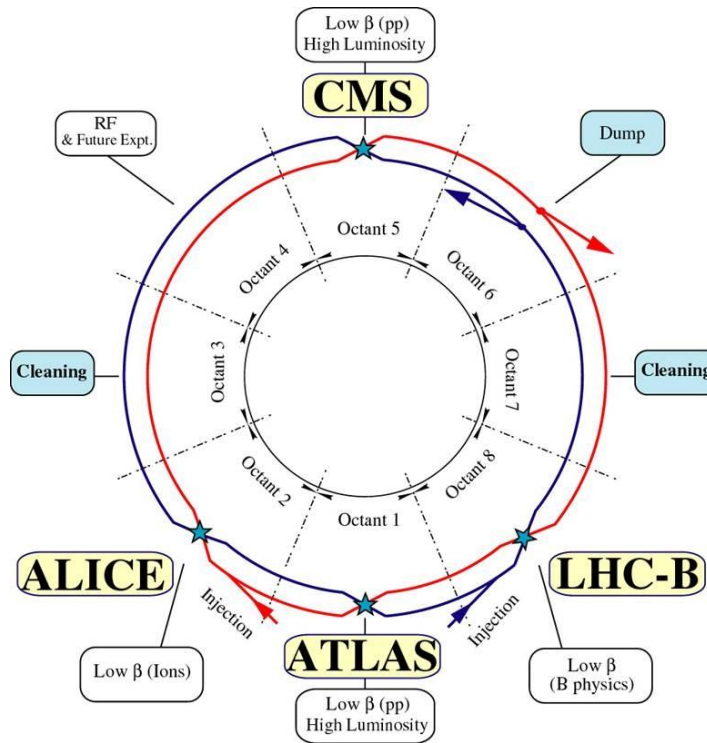 Low β (pp)
High Luminosity
CMS
RF
& Future Expt.
Dump
Octant 5
Octant 4
Octant 6
Cleaning
Octant 3
Octant 7
Cleaning
Octant 2
Octant 8
Octant 1
ALICE
LHC-B
Injection
Injection
ATLAS
Low β (Ions)
Low β
(B physics)
Low β (pp)
High Luminosity